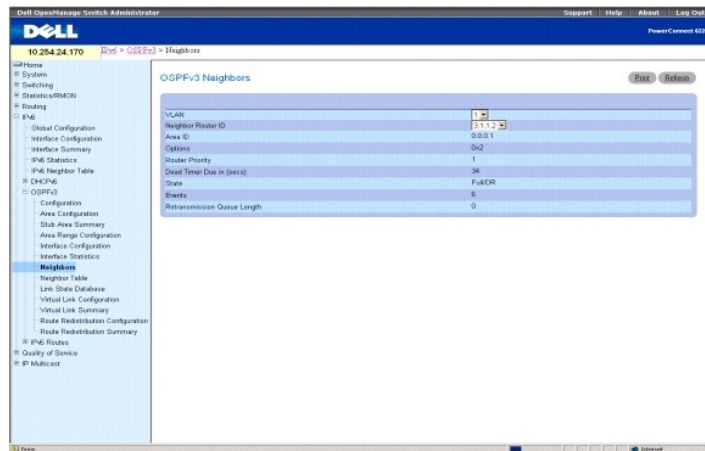 Dell OpenManage Switch Administrator
Support Help About Log Out
DELL
PowerConnect 622
10.254.24.170
IPv6 > OSPFv3 > Neighbors
Home
System
Switching
Statistics/RMON
Routing
IPv6
Global Configuration
Interface Configuration
Interface Summary
IPv6 Statistics
IPv6 Neighbor Table
DHCPv6
OSPFv3
Configuration
Area Configuration
Stub Area Summary
Area Range Configuration
Interface Configuration
Interface Statistics
Neighbors
Neighbor Table
Link State Database
Virtual Link Configuration
Virtual Link Summary
Route Redistribution Configuration
Route Redistribution Summary
IPv6 Routes
Quality of Service
IP Multicast
OSPFv3 Neighbors
Print Refresh
VLAN 1
Neighbor Router ID 3.1.1.2
Area ID 0.0.0.1
Options 0x2
Router Priority 1
Dead Timer Due in (secs) 34
State Full/DR
Events 6
Retransmission Queue Length 0
Done
Internet